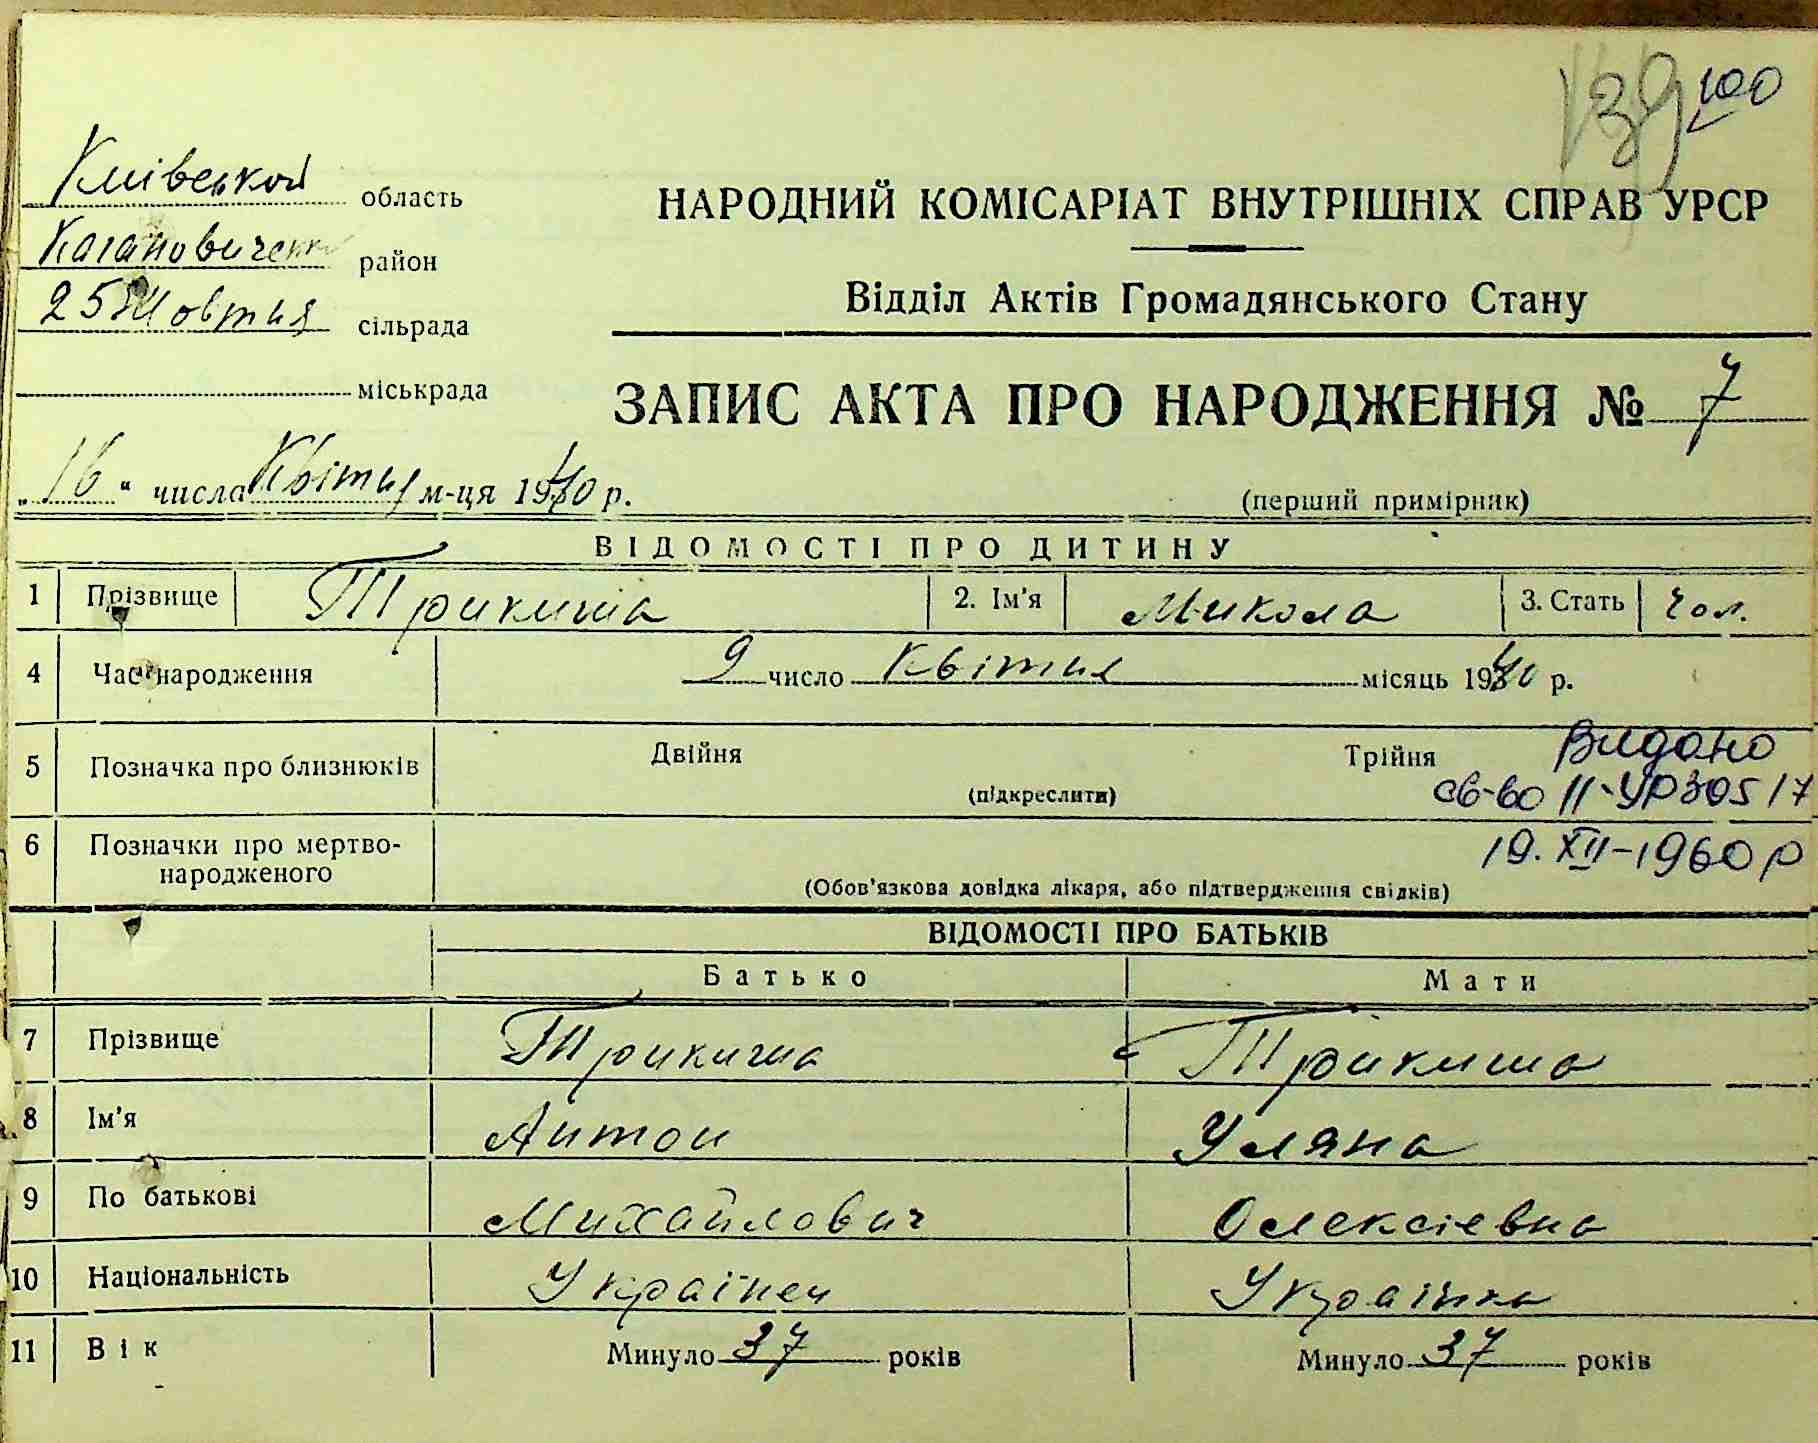 139 100
Київської область
Кагановиченськ район
25 Жовтня сільрада
міськрада
НАРОДНИЙ КОМІСАРІАТ ВНУТРІШНІХ СПРАВ УРСР
Відділ Актів Громадянського Стану
ЗАПИС АКТА ПРО НАРОДЖЕННЯ № 7
„16" числа Квітня м-ця 1940 р.
(перший примірник)
ВІДОМОСТІ ПРО ДИТИНУ
1 Прізвище Трикиша 2. Ім'я Микола 3. Стать чол.
4 Час народження 9 число Квітня місяць 1940 р.
5 Позначка про близнюків Двійня Трійня
(підкреслити)
Видано
св-во II-УР 30517
19.XII-1960 р
6 Позначки про мертво-
народженого
(Обов'язкова довідка лікаря, або підтвердження свідків)
ВІДОМОСТІ ПРО БАТЬКІВ
Батько Мати
7 Прізвище Трикиша Трикиша
8 Ім'я Антон Уляна
9 По батькові Михайлович Олексієвна
10 Національність Українец Українка
11 Вік Минуло 37 років Минуло 37 років